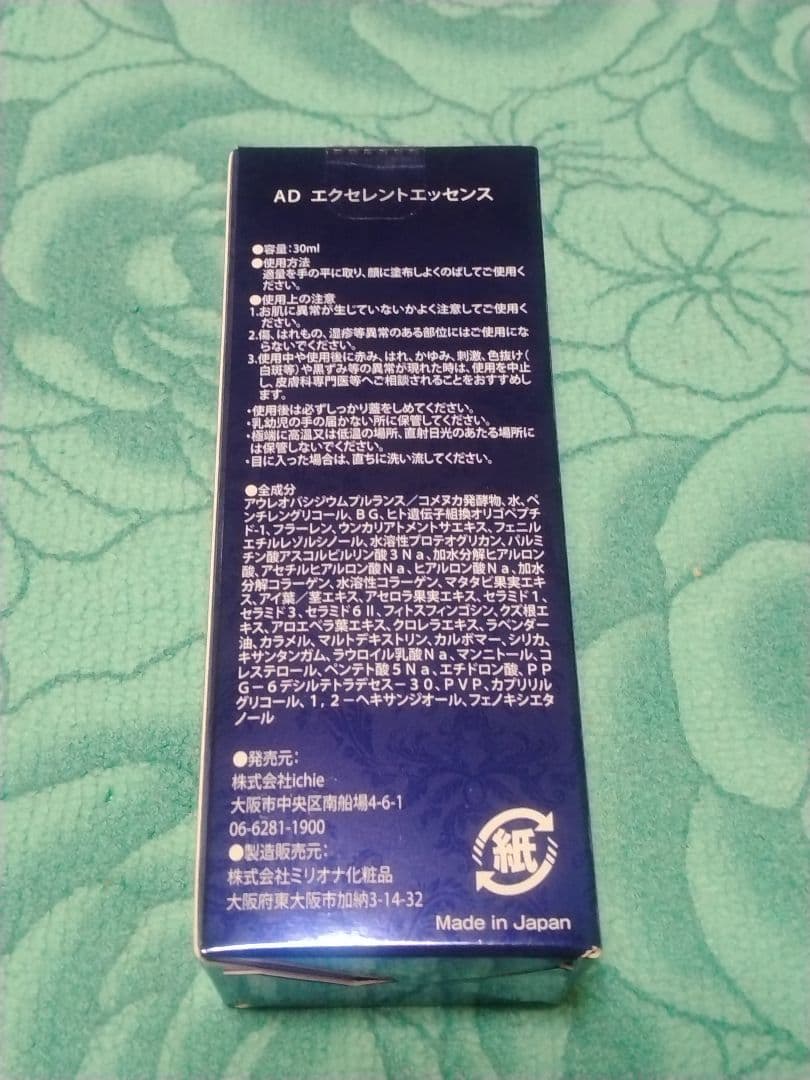 AD エクセレントエッセンス
●容量:30ml
●使用方法
適量を手の平に取り、顔に塗布しよくのばしてご使用く
ださい。
●使用上の注意
1.お肌に異常が生じていないかよく注意してご使用く
ださい。
2.傷、はれもの、湿疹等異常のある部位にはご使用にな
らないでください。
3.使用中や使用後に赤み、はれ、かゆみ、刺激、色抜け(
白斑等)や黒ずみ等の異常が現れた時は、使用を中止
し、皮膚科専門医等へご相談されることをおすすめし
ます。
・使用後は必ずしっかり蓋をしめてください。
・乳幼児の手の届かない所に保管してください。
・極端に高温又は低温の場所、直射日光のあたる場所に
は保管しないでください。
・目に入った場合は、直ちに洗い流してください。
●全成分
アウレオバシジウムプルランス/コメヌカ発酵物、水、ペ
ンチレングリコール、BG、ヒト遺伝子組換オリゴペプチ
ド-1、フラーレン、ウンカリアトメントサエキス、フェニル
エチルレゾルシノール、水溶性プロテオグリカン、パルミ
チン酸アスコルビルリン酸3Na、加水分解ヒアルロン
酸、アセチルヒアルロン酸Na、ヒアルロン酸Na、加水
分解コラーゲン、水溶性コラーゲン、マタタビ果実エキ
ス、アイ葉/茎エキス、アセロラ果実エキス、セラミド1、
セラミド3、セラミド6Ⅱ、フィトスフィンゴシン、クズ根エ
キス、アロエベラ葉エキス、クロレラエキス、ラベンダー
油、カラメル、マルトデキストリン、カルボマー、シリカ、
キサンタンガム、ラウロイル乳酸Na、マンニトール、コ
レステロール、ペンテト酸5Na、エチドロン酸、PP
G-6デシルテトラデセス-30、PVP、カプリリル
グリコール、1,2-ヘキサンジオール、フェノキシエタ
ノール
●発売元:
株式会社ichie
大阪市中央区南船場4-6-1
06-6281-1900
●製造販売元:
株式会社ミリオナ化粧品
大阪府東大阪市加納3-14-32
紙
Made in Japan